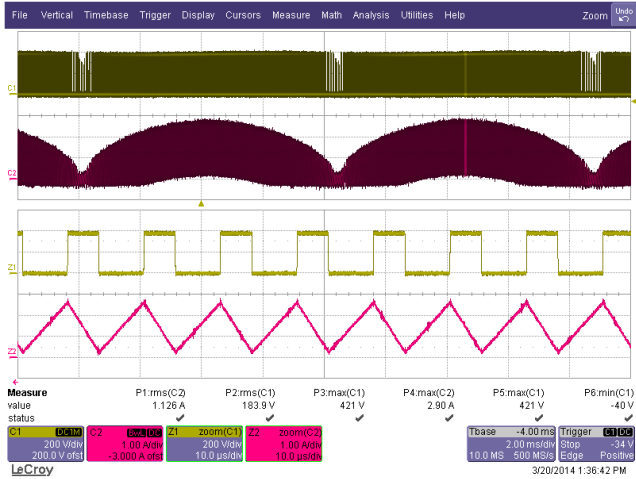 File Vertical Timebase Trigger Display Cursors Measure Math Analysis Utilities Help Zoom Undo
C1
C2
Z1
Z2
Measure P1:rms(C2) P2:rms(C1) P3:max(C1) P4:max(C2) P5:max(C1) P6:min(C1)
value 1.126 A 183.9 V 421 V 2.90 A 421 V -40 V
status ✔ ✔ ✔ ✔ ✔ ✔
C1 DC1M C2 BwL DC Z1 zoom(C1) Z2 zoom(C2) Tbase -4.00 ms Trigger C1 DC
200 V/div 1.00 A/div 200 V/div 1.00 A/div 2.00 ms/div Stop -34 V
200.0 V ofst -3.000 A ofst 10.0 µs/div 10.0 µs/div 10.0 MS 500 MS/s Edge Positive
LeCroy 3/20/2014 1:36:42 PM